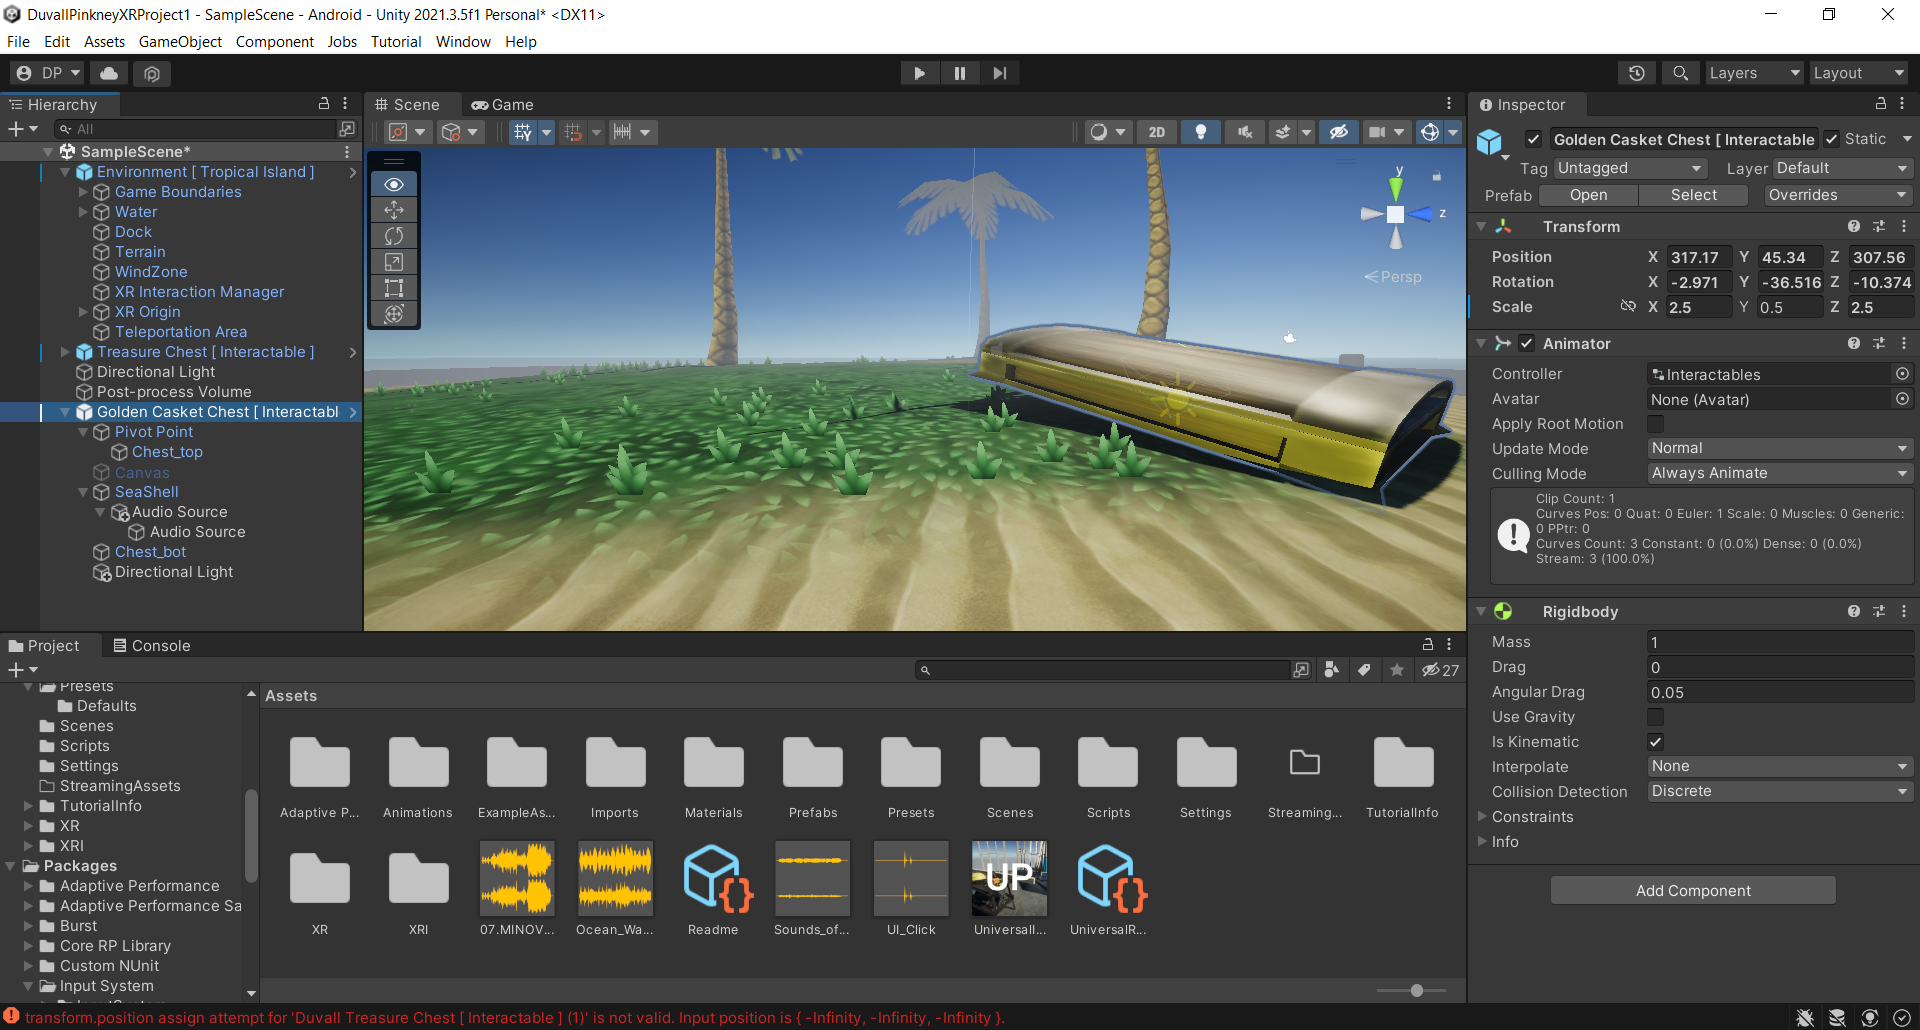 DuvallPinkneyXRProject1 - SampleScene - Android - Unity 2021.3.5f1 Personal* <DX11>
File Edit Assets GameObject Component Jobs Tutorial Window Help
DP
Layers
Layout
Hierarchy
All
SampleScene*
Environment [ Tropical Island ]
Game Boundaries
Water
Dock
Terrain
WindZone
XR Interaction Manager
XR Origin
Teleportation Area
Treasure Chest [ Interactable ]
Directional Light
Post-process Volume
Golden Casket Chest [ Interactabl
Pivot Point
Chest_top
Canvas
SeaShell
Audio Source
Audio Source
Chest_bot
Directional Light
Scene
Game
2D
y
z
Persp
Inspector
Golden Casket Chest [ Interactable
Static
Tag Untagged
Layer Default
Prefab Open Select Overrides
Transform
Position X 317.17 Y 45.34 Z 307.56
Rotation X -2.971 Y -36.516 Z -10.374
Scale X 2.5 Y 0.5 Z 2.5
Animator
Controller Interactables
Avatar None (Avatar)
Apply Root Motion
Update Mode Normal
Culling Mode Always Animate
Clip Count: 1
Curves Pos: 0 Quat: 0 Euler: 1 Scale: 0 Muscles: 0 Generic:
0 PPtr: 0
Curves Count: 3 Constant: 0 (0.0%) Dense: 0 (0.0%)
Stream: 3 (100.0%)
Rigidbody
Mass 1
Drag 0
Angular Drag 0.05
Use Gravity
Is Kinematic
Interpolate None
Collision Detection Discrete
Constraints
Info
Add Component
Project
Console
27
Presets
Defaults
Scenes
Scripts
Settings
StreamingAssets
TutorialInfo
XR
XRI
Packages
Adaptive Performance
Adaptive Performance Sa
Burst
Core RP Library
Custom NUnit
Input System
Assets
Adaptive P... Animations ExampleAs... Imports Materials Prefabs Presets Scenes Scripts Settings Streaming... TutorialInfo
UP
XR XRI 07.MINOV... Ocean_Wa... Readme Sounds_of... UI_Click UniversalI... UniversalR...
transform.position assign attempt for 'Duvall Treasure Chest [ Interactable ] (1)' is not valid. Input position is { -Infinity, -Infinity, -Infinity }.